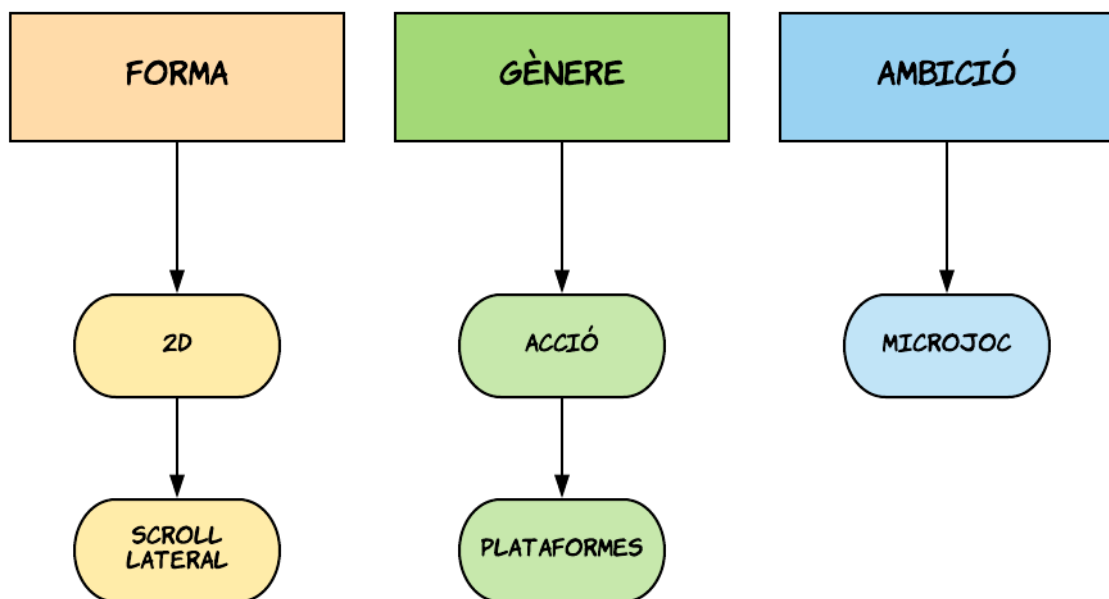 FORMA
GÈNERE
AMBICIÓ
2D
ACCIÓ
MICROJOC
SCROLL
LATERAL
PLATAFORMES